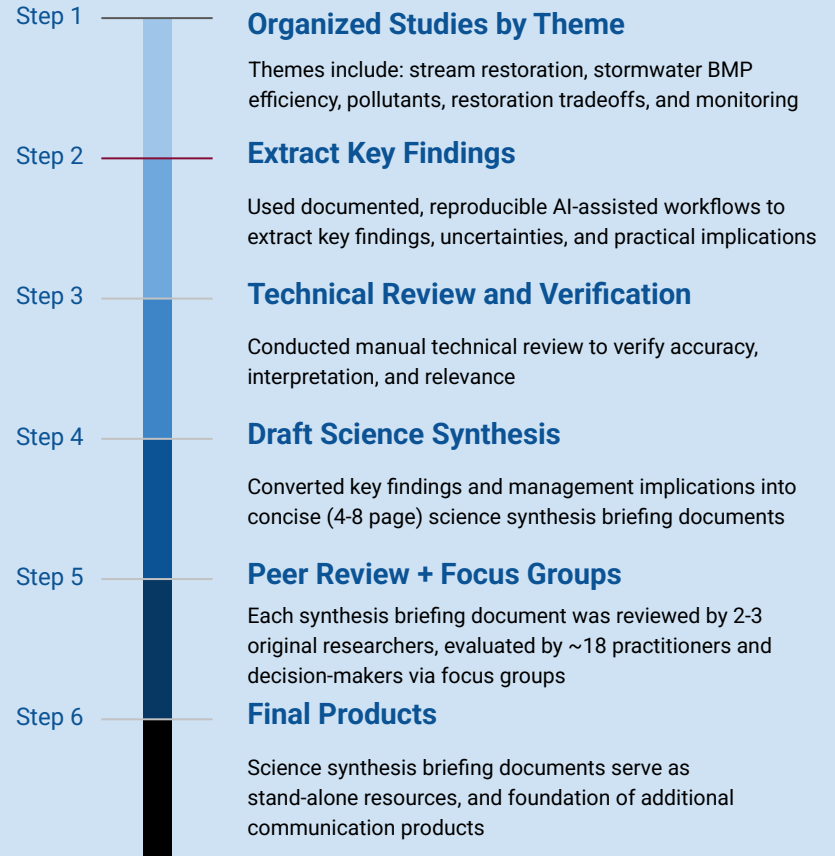 Step 1
Organized Studies by Theme
Themes include: stream restoration, stormwater BMP
efficiency, pollutants, restoration tradeoffs, and monitoring
Step 2
Extract Key Findings
Used documented, reproducible AI-assisted workflows to
extract key findings, uncertainties, and practical implications
Step 3
Technical Review and Verification
Conducted manual technical review to verify accuracy,
interpretation, and relevance
Step 4
Draft Science Synthesis
Converted key findings and management implications into
concise (4-8 page) science synthesis briefing documents
Step 5
Peer Review + Focus Groups
Each synthesis briefing document was reviewed by 2-3
original researchers, evaluated by ~18 practitioners and
decision-makers via focus groups
Step 6
Final Products
Science synthesis briefing documents serve as
stand-alone resources, and foundation of additional
communication products